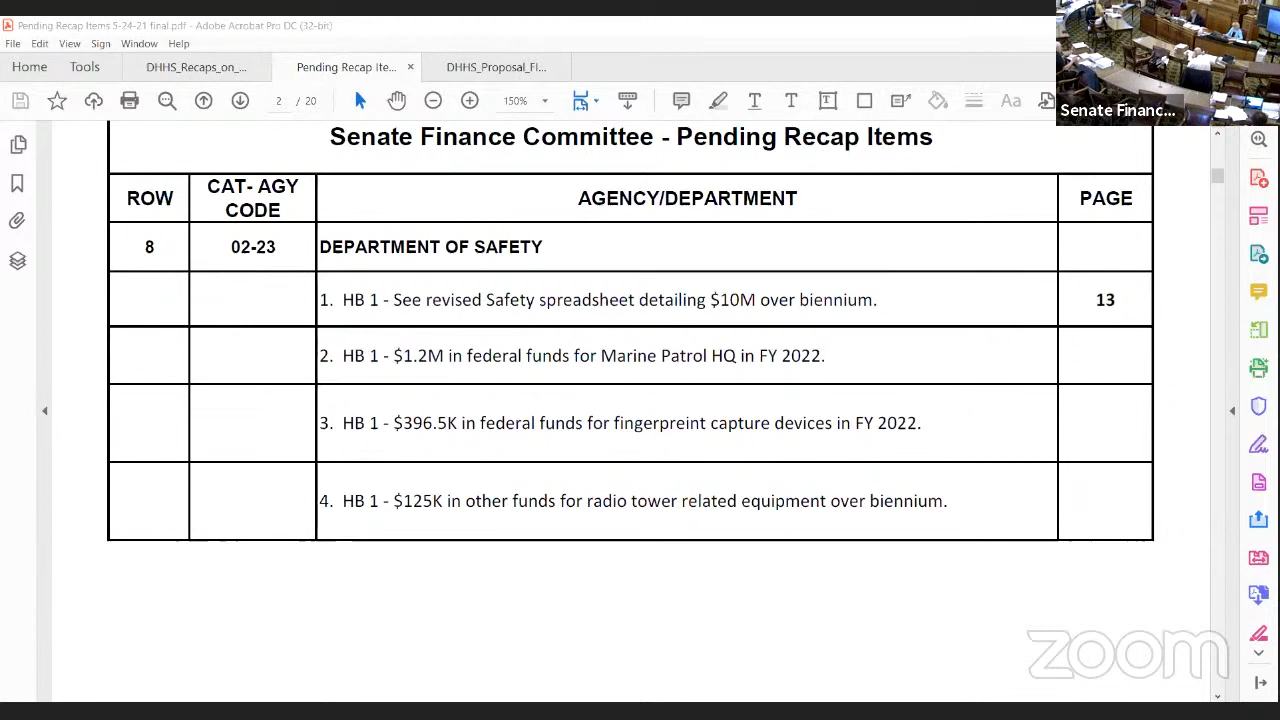 Pending Recap Items 5-24-21 final.pdf - Adobe Acrobat Pro DC (32-bit)
File Edit View Sign Window Help
Home Tools DHHS_Recaps_on_... Pending Recap Ite... × DHHS_Proposal_Fl...
2 / 20 150% Aa
Senate Financ...
Senate Finance Committee - Pending Recap Items
ROW CAT- AGY CODE AGENCY/DEPARTMENT PAGE
8 02-23 DEPARTMENT OF SAFETY
1. HB 1 - See revised Safety spreadsheet detailing $10M over biennium. 13
2. HB 1 - $1.2M in federal funds for Marine Patrol HQ in FY 2022.
3. HB 1 - $396.5K in federal funds for fingerpreint capture devices in FY 2022.
4. HB 1 - $125K in other funds for radio tower related equipment over biennium.
zoom